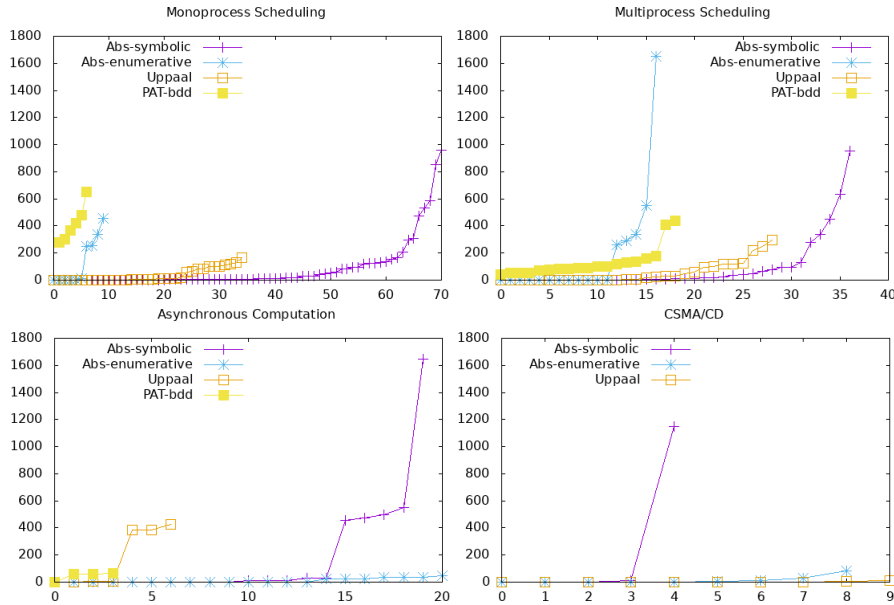 Monoprocess Scheduling
1800
1600
1400
1200
1000
800
600
400
200
0
Abs-symbolic
Abs-enumerative
Uppaal
PAT-bdd
0 10 20 30 40 50 60 70
Multiprocess Scheduling
1800
1600
1400
1200
1000
800
600
400
200
0
Abs-symbolic
Abs-enumerative
Uppaal
PAT-bdd
0 5 10 15 20 25 30 35 40
Asynchronous Computation
1800
1600
1400
1200
1000
800
600
400
200
0
Abs-symbolic
Abs-enumerative
Uppaal
PAT-bdd
0 5 10 15 20
CSMA/CD
1800
1600
1400
1200
1000
800
600
400
200
0
Abs-symbolic
Abs-enumerative
Uppaal
0 1 2 3 4 5 6 7 8 9